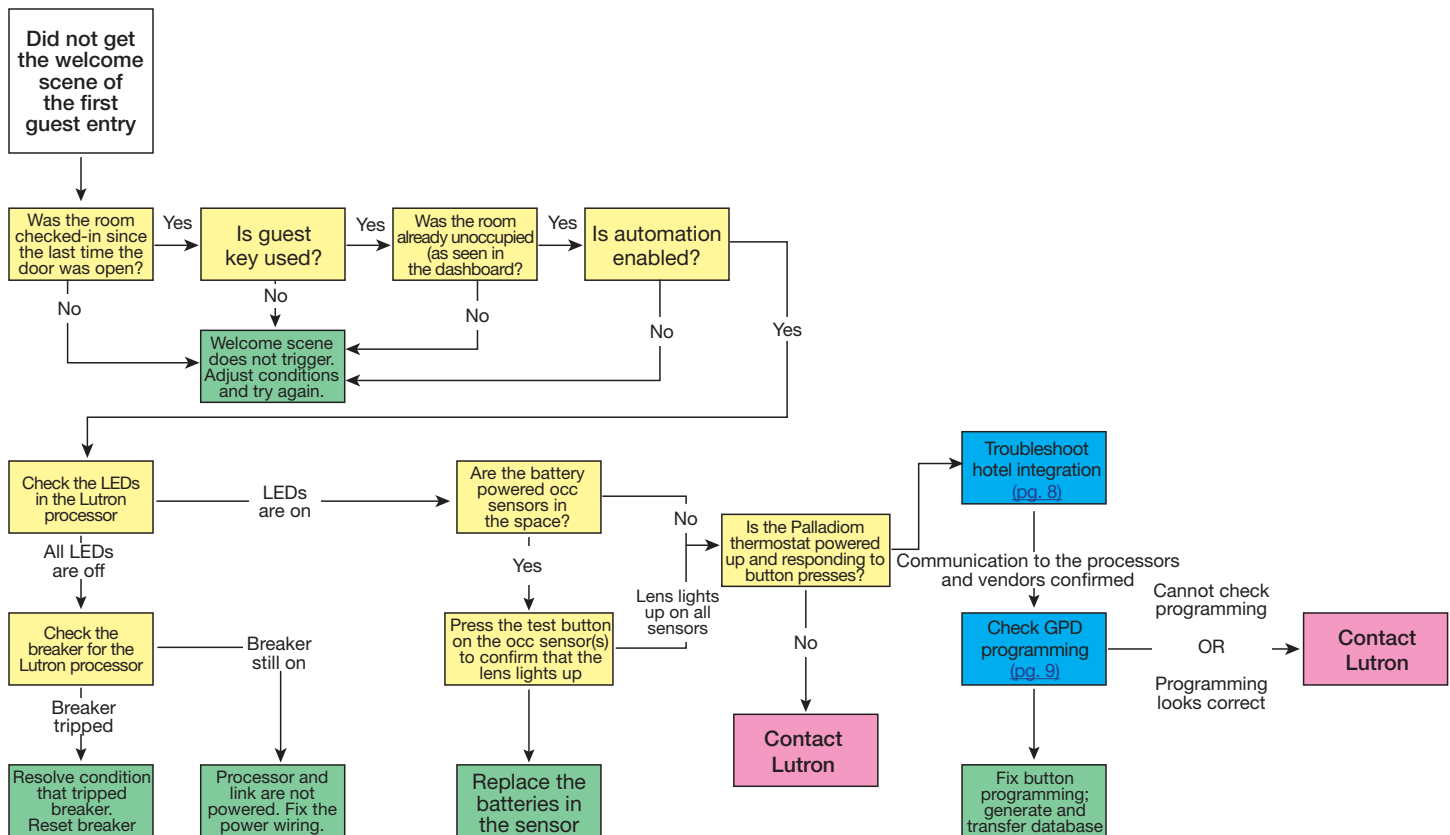 Did not get
the welcome
scene of
the first
guest entry
Was the room
checked-in since
the last time the
door was open?
Yes
Is guest
key used?
Yes
Was the room
already unoccupied
(as seen in
the dashboard?
Yes
Is automation
enabled?
No
No
No
No
Yes
Welcome scene
does not trigger.
Adjust conditions
and try again.
Check the LEDs
in the Lutron
processor
LEDs
are on
Are the battery
powered occ
sensors in
the space?
No
Is the Palladiom
thermostat powered
up and responding to
button presses?
Troubleshoot
hotel integration
(pg. 8)
All LEDs
are off
Yes
Communication to the processors
and vendors confirmed
Check the
breaker for the
Lutron processor
Breaker
still on
Press the test button
on the occ sensor(s)
to confirm that the
lens lights up
Lens lights
up on all
sensors
No
Check GPD
programming
(pg. 9)
Cannot check
programming
OR
Programming
looks correct
Contact
Lutron
Breaker
tripped
Contact
Lutron
Resolve condition
that tripped
breaker.
Reset breaker
Processor and
link are not
powered. Fix the
power wiring.
Replace the
batteries in
the sensor
Fix button
programming;
generate and
transfer database